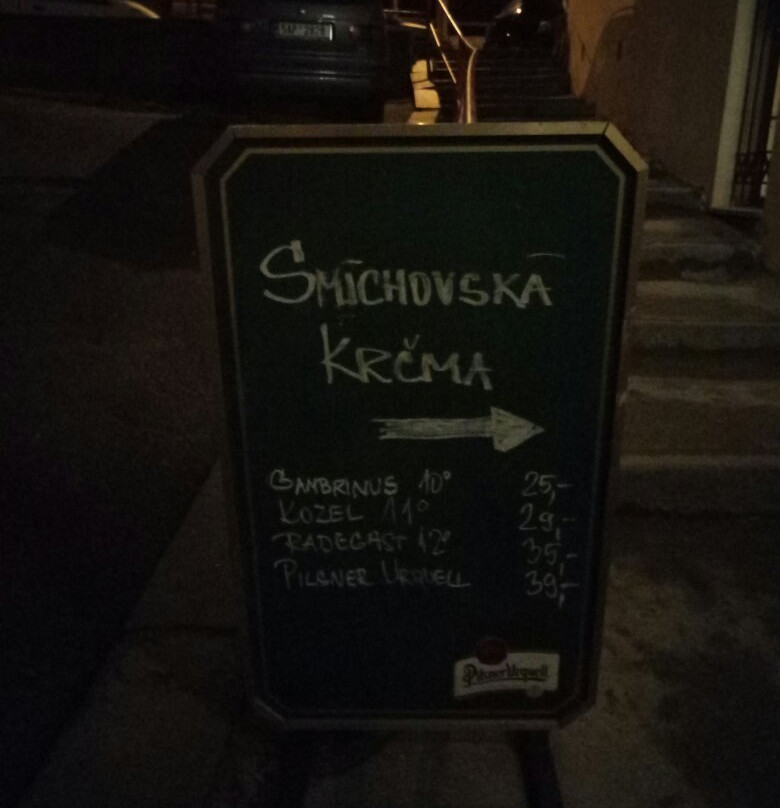 SMÍCHOVSKÁ
KRČMA
GAMBRINUS 10° 25,-
KOZEL 11° 29,-
RADEGAST 12° 35,-
PILSNER URQUELL 39,-
Pilsner Urquell